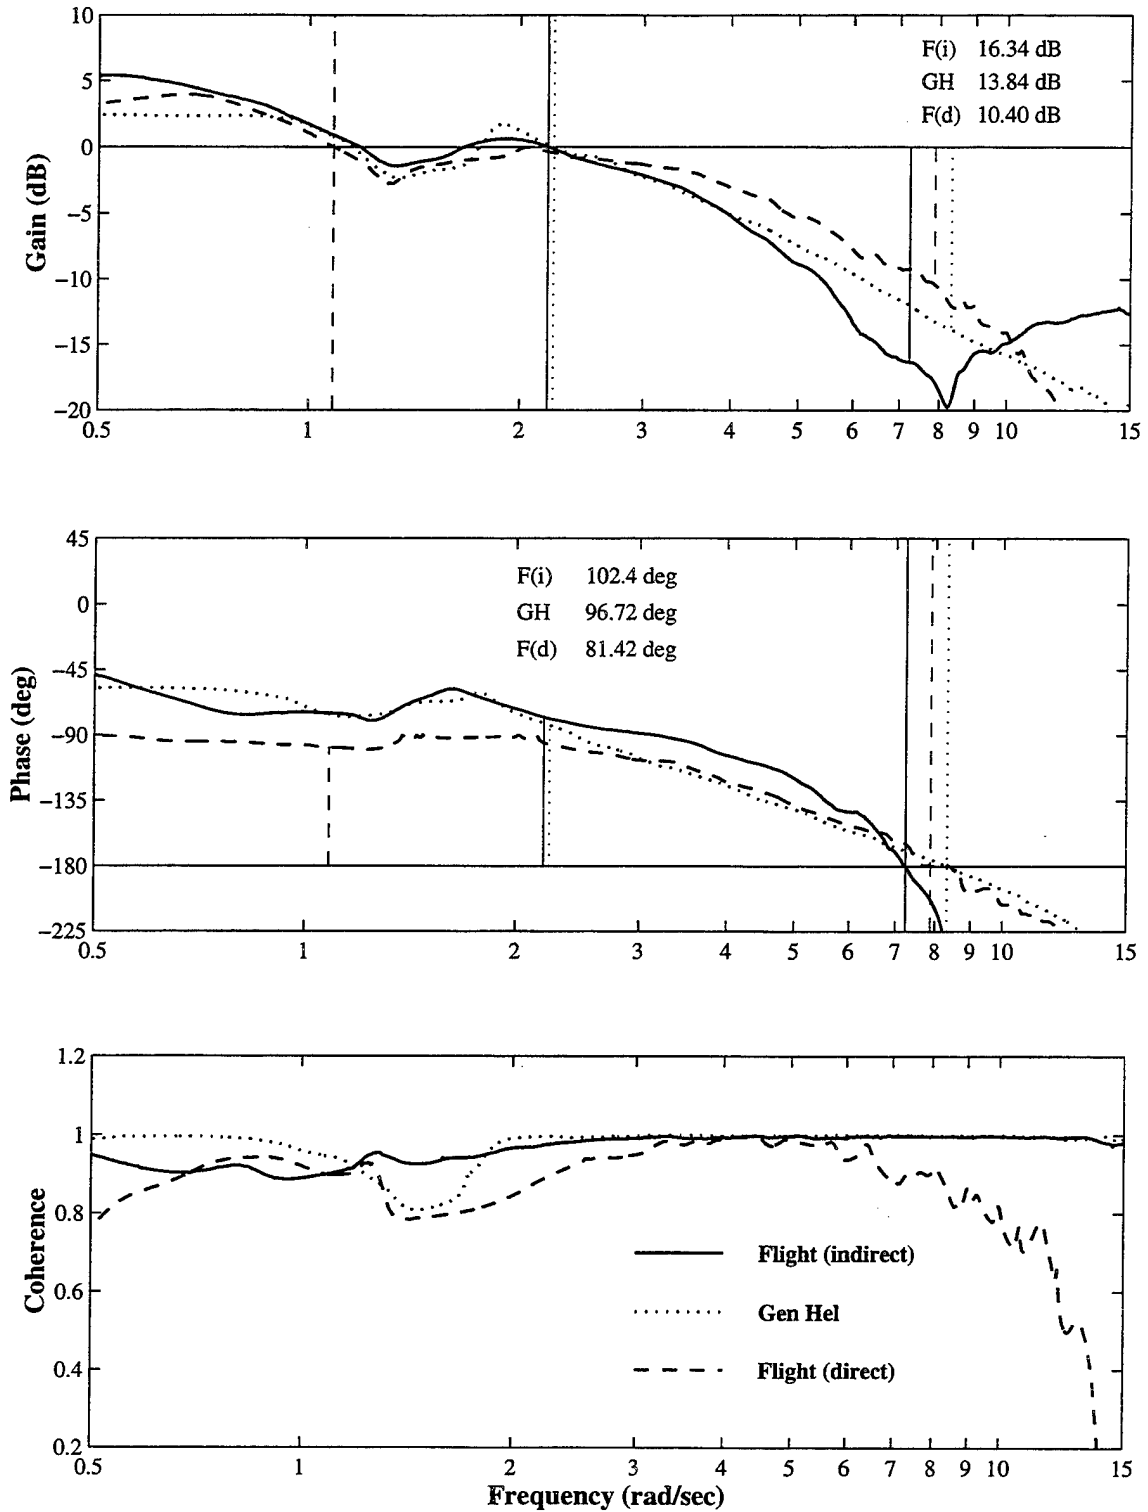 10
5
0
−5
−10
−15
−20
Gain (dB)
F(i) 16.34 dB
GH 13.84 dB
F(d) 10.40 dB
0.5 1 2 3 4 5 6 7 8 9 10 15
45
0
−45
−90
−135
−180
−225
Phase (deg)
F(i) 102.4 deg
GH 96.72 deg
F(d) 81.42 deg
0.5 1 2 3 4 5 6 7 8 9 10 15
1.2
1
0.8
0.6
0.4
0.2
Coherence
Flight (indirect)
Gen Hel
Flight (direct)
0.5 1 2 3 4 5 6 7 8 9 10 15
Frequency (rad/sec)